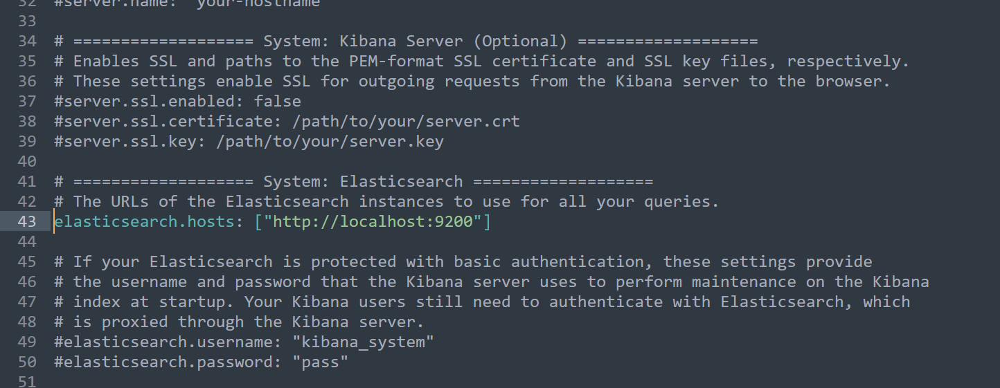 32 #server.name: "your-hostname"
33
34 # =================== System: Kibana Server (Optional) ===================
35 # Enables SSL and paths to the PEM-format SSL certificate and SSL key files, respectively.
36 # These settings enable SSL for outgoing requests from the Kibana server to the browser.
37 #server.ssl.enabled: false
38 #server.ssl.certificate: /path/to/your/server.crt
39 #server.ssl.key: /path/to/your/server.key
40
41 # =================== System: Elasticsearch ===================
42 # The URLs of the Elasticsearch instances to use for all your queries.
43 elasticsearch.hosts: ["http://localhost:9200"]
44
45 # If your Elasticsearch is protected with basic authentication, these settings provide
46 # the username and password that the Kibana server uses to perform maintenance on the Kibana
47 # index at startup. Your Kibana users still need to authenticate with Elasticsearch, which
48 # is proxied through the Kibana server.
49 #elasticsearch.username: "kibana_system"
50 #elasticsearch.password: "pass"
51